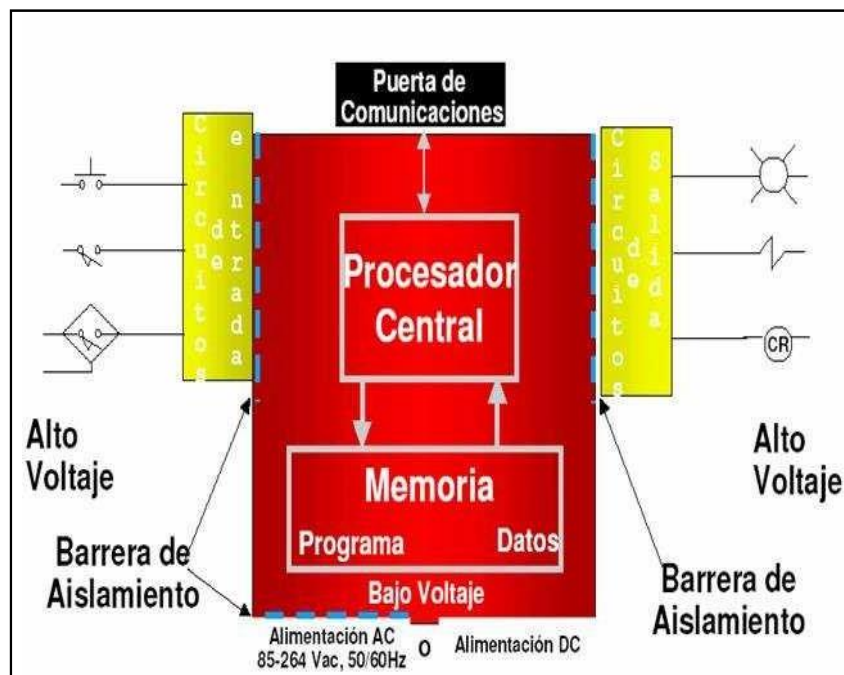 Puerta de
Comunicaciones
Circuitos
de
entrada
Procesador
Central
Circuitos
de
Salida
CR
Alto
Voltaje
Alto
Voltaje
Memoria
Programa Datos
Barrera de
Aislamiento
Bajo Voltaje
Barrera de
Aislamiento
Alimentación AC
85-264 Vac, 50/60Hz
O
Alimentación DC